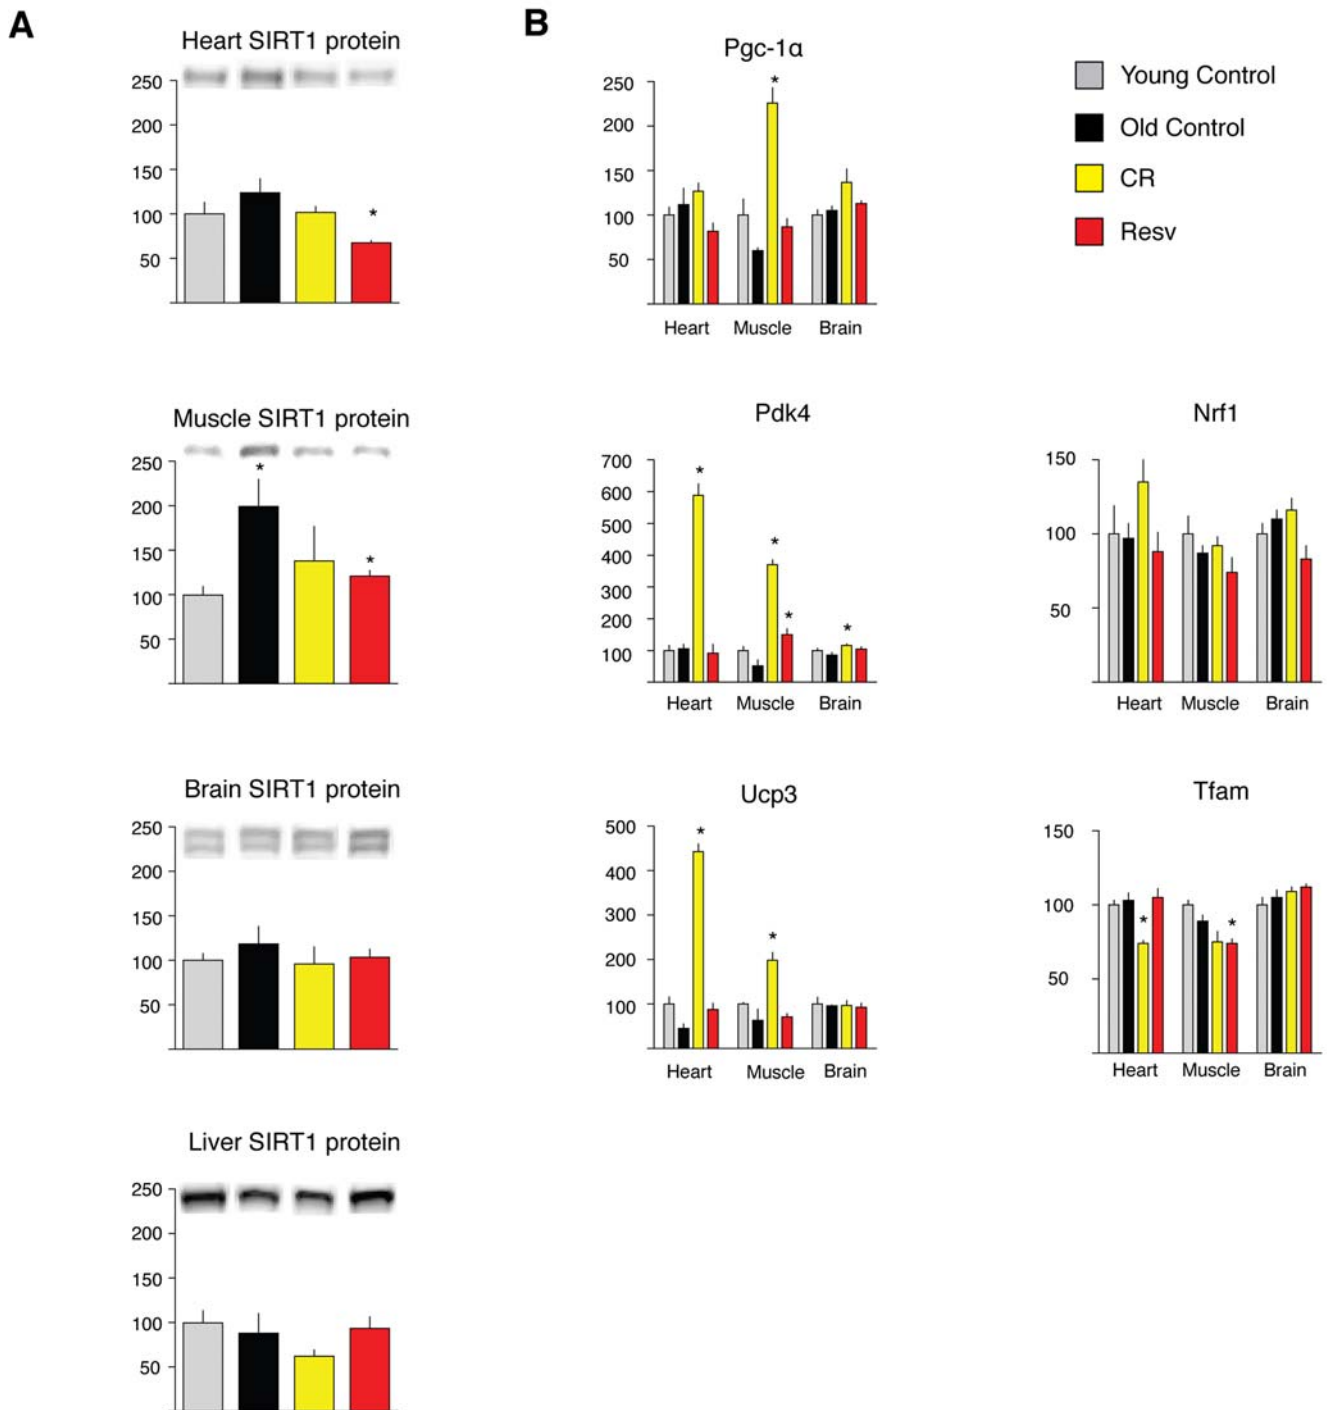 A
Heart SIRT1 protein
250
200
150
100
50
*
Muscle SIRT1 protein
250
200
150
100
50
*
*
Brain SIRT1 protein
250
200
150
100
50
Liver SIRT1 protein
250
200
150
100
50
B
Pgc-1α
250
200
150
100
50
*
Heart Muscle Brain
Young Control
Old Control
CR
Resv
Pdk4
700
600
500
400
300
200
100
*
*
*
*
Heart Muscle Brain
Nrf1
150
100
50
Heart Muscle Brain
Ucp3
500
400
300
200
100
*
*
Heart Muscle Brain
Tfam
150
100
50
*
*
Heart Muscle Brain